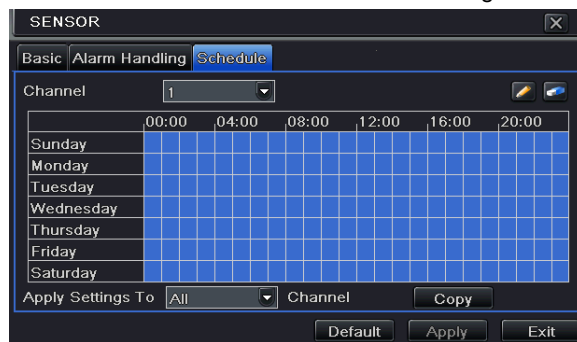 SENSOR
Basic Alarm Handling Schedule
Channel 1
00:00 04:00 08:00 12:00 16:00 20:00
Sunday
Monday
Tuesday
Wednesday
Thursday
Friday
Saturday
Apply Settings To All Channel Copy
Default Apply Exit